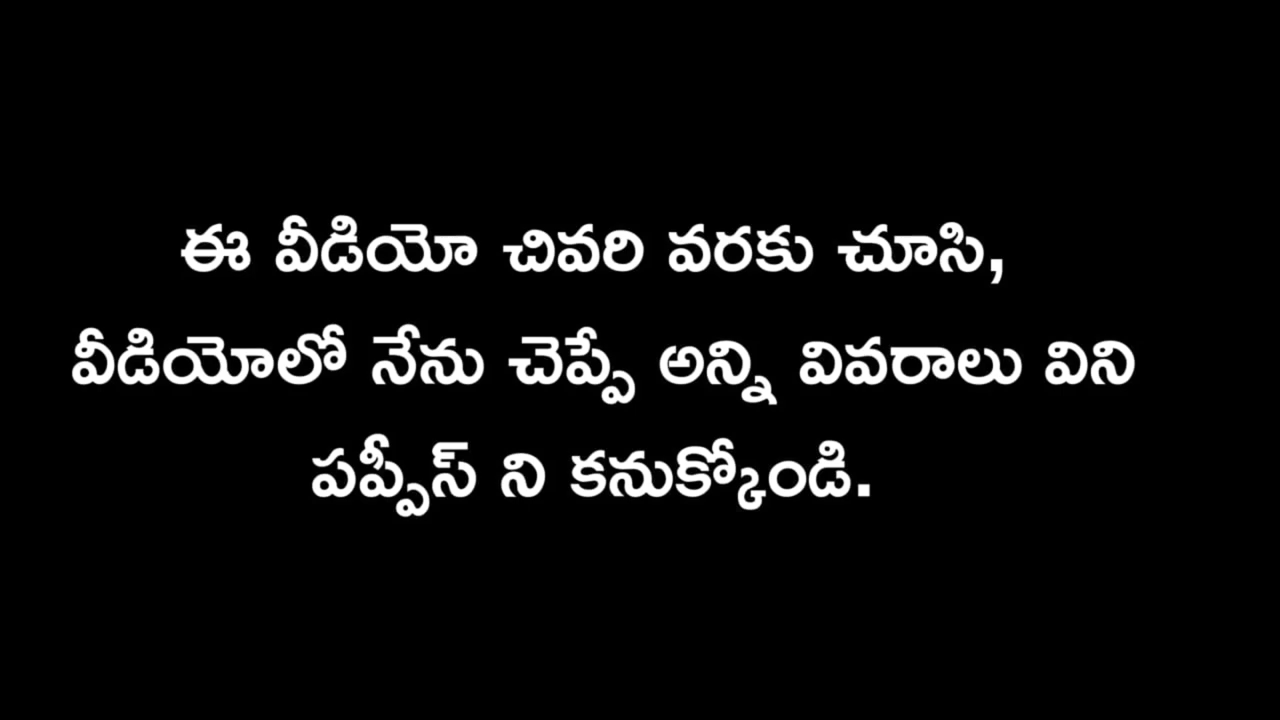 ఈ వీడియో చివరి వరకు చూసి,
వీడియోలో నేను చెప్పే అన్ని వివరాలు విని
పప్పీస్ ని కనుక్కోండి.